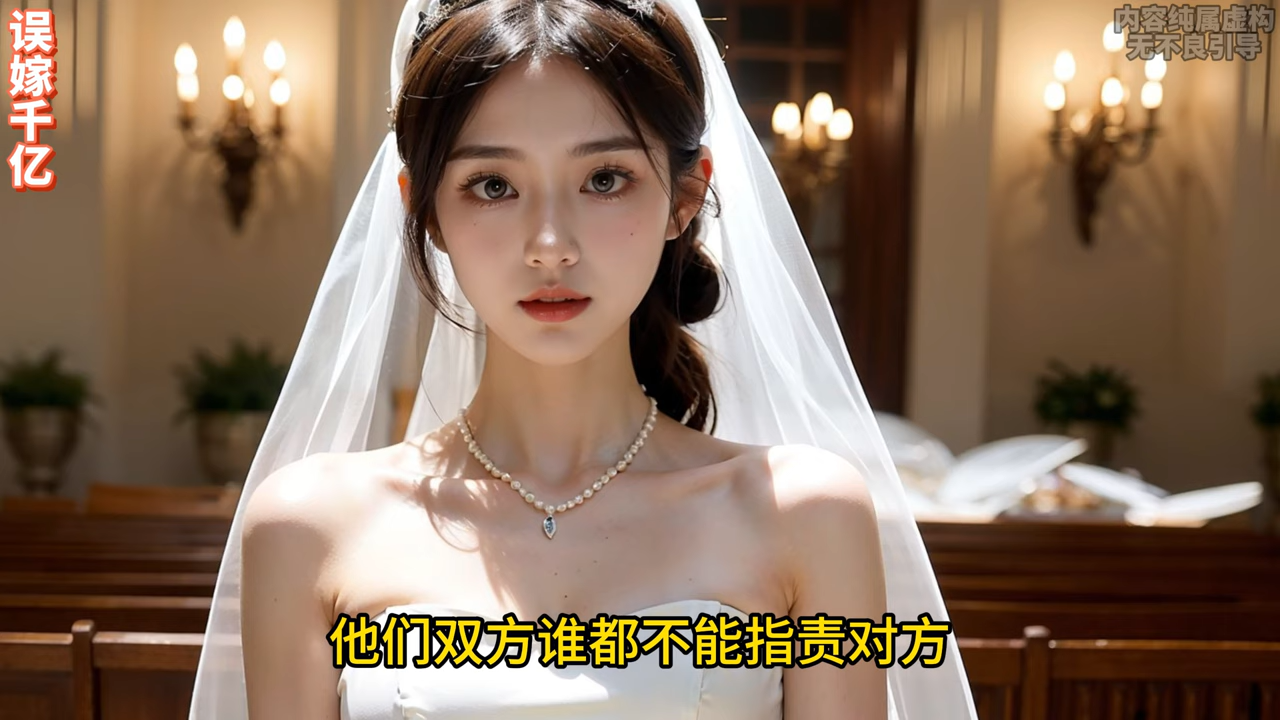 误嫁千亿
内容纯属虚构
无不良引导
他们双方谁都不能指责对方